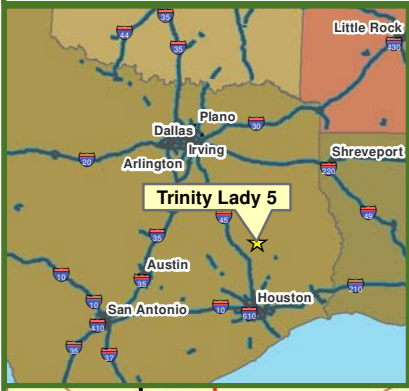 35
44
35
Little Rock
430
Plano
30
Dallas
Irving
20
Arlington
Shreveport
220
Trinity Lady 5
45
49
35
10
Austin
35
210
10
Houston
San Antonio
10
610
410
35
37